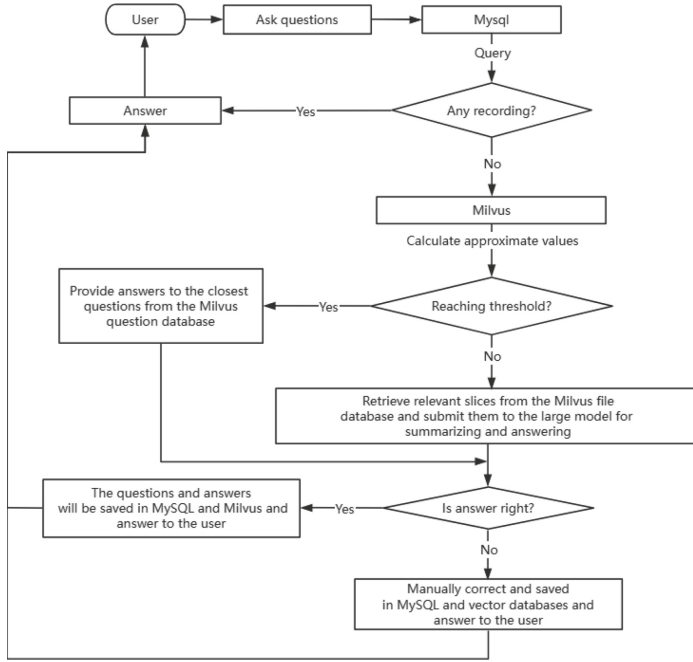 User
Ask questions
Mysql
Query
Answer
Yes
Any recording?
No
Milvus
Calculate approximate values
Provide answers to the closest
questions from the Milvus
question database
Yes
Reaching threshold?
No
Retrieve relevant slices from the Milvus file
database and submit them to the large model for
summarizing and answering
The questions and answers
will be saved in MySQL and Milvus and
answer to the user
Yes
Is answer right?
No
Manually correct and saved
in MySQL and vector databases and
answer to the user